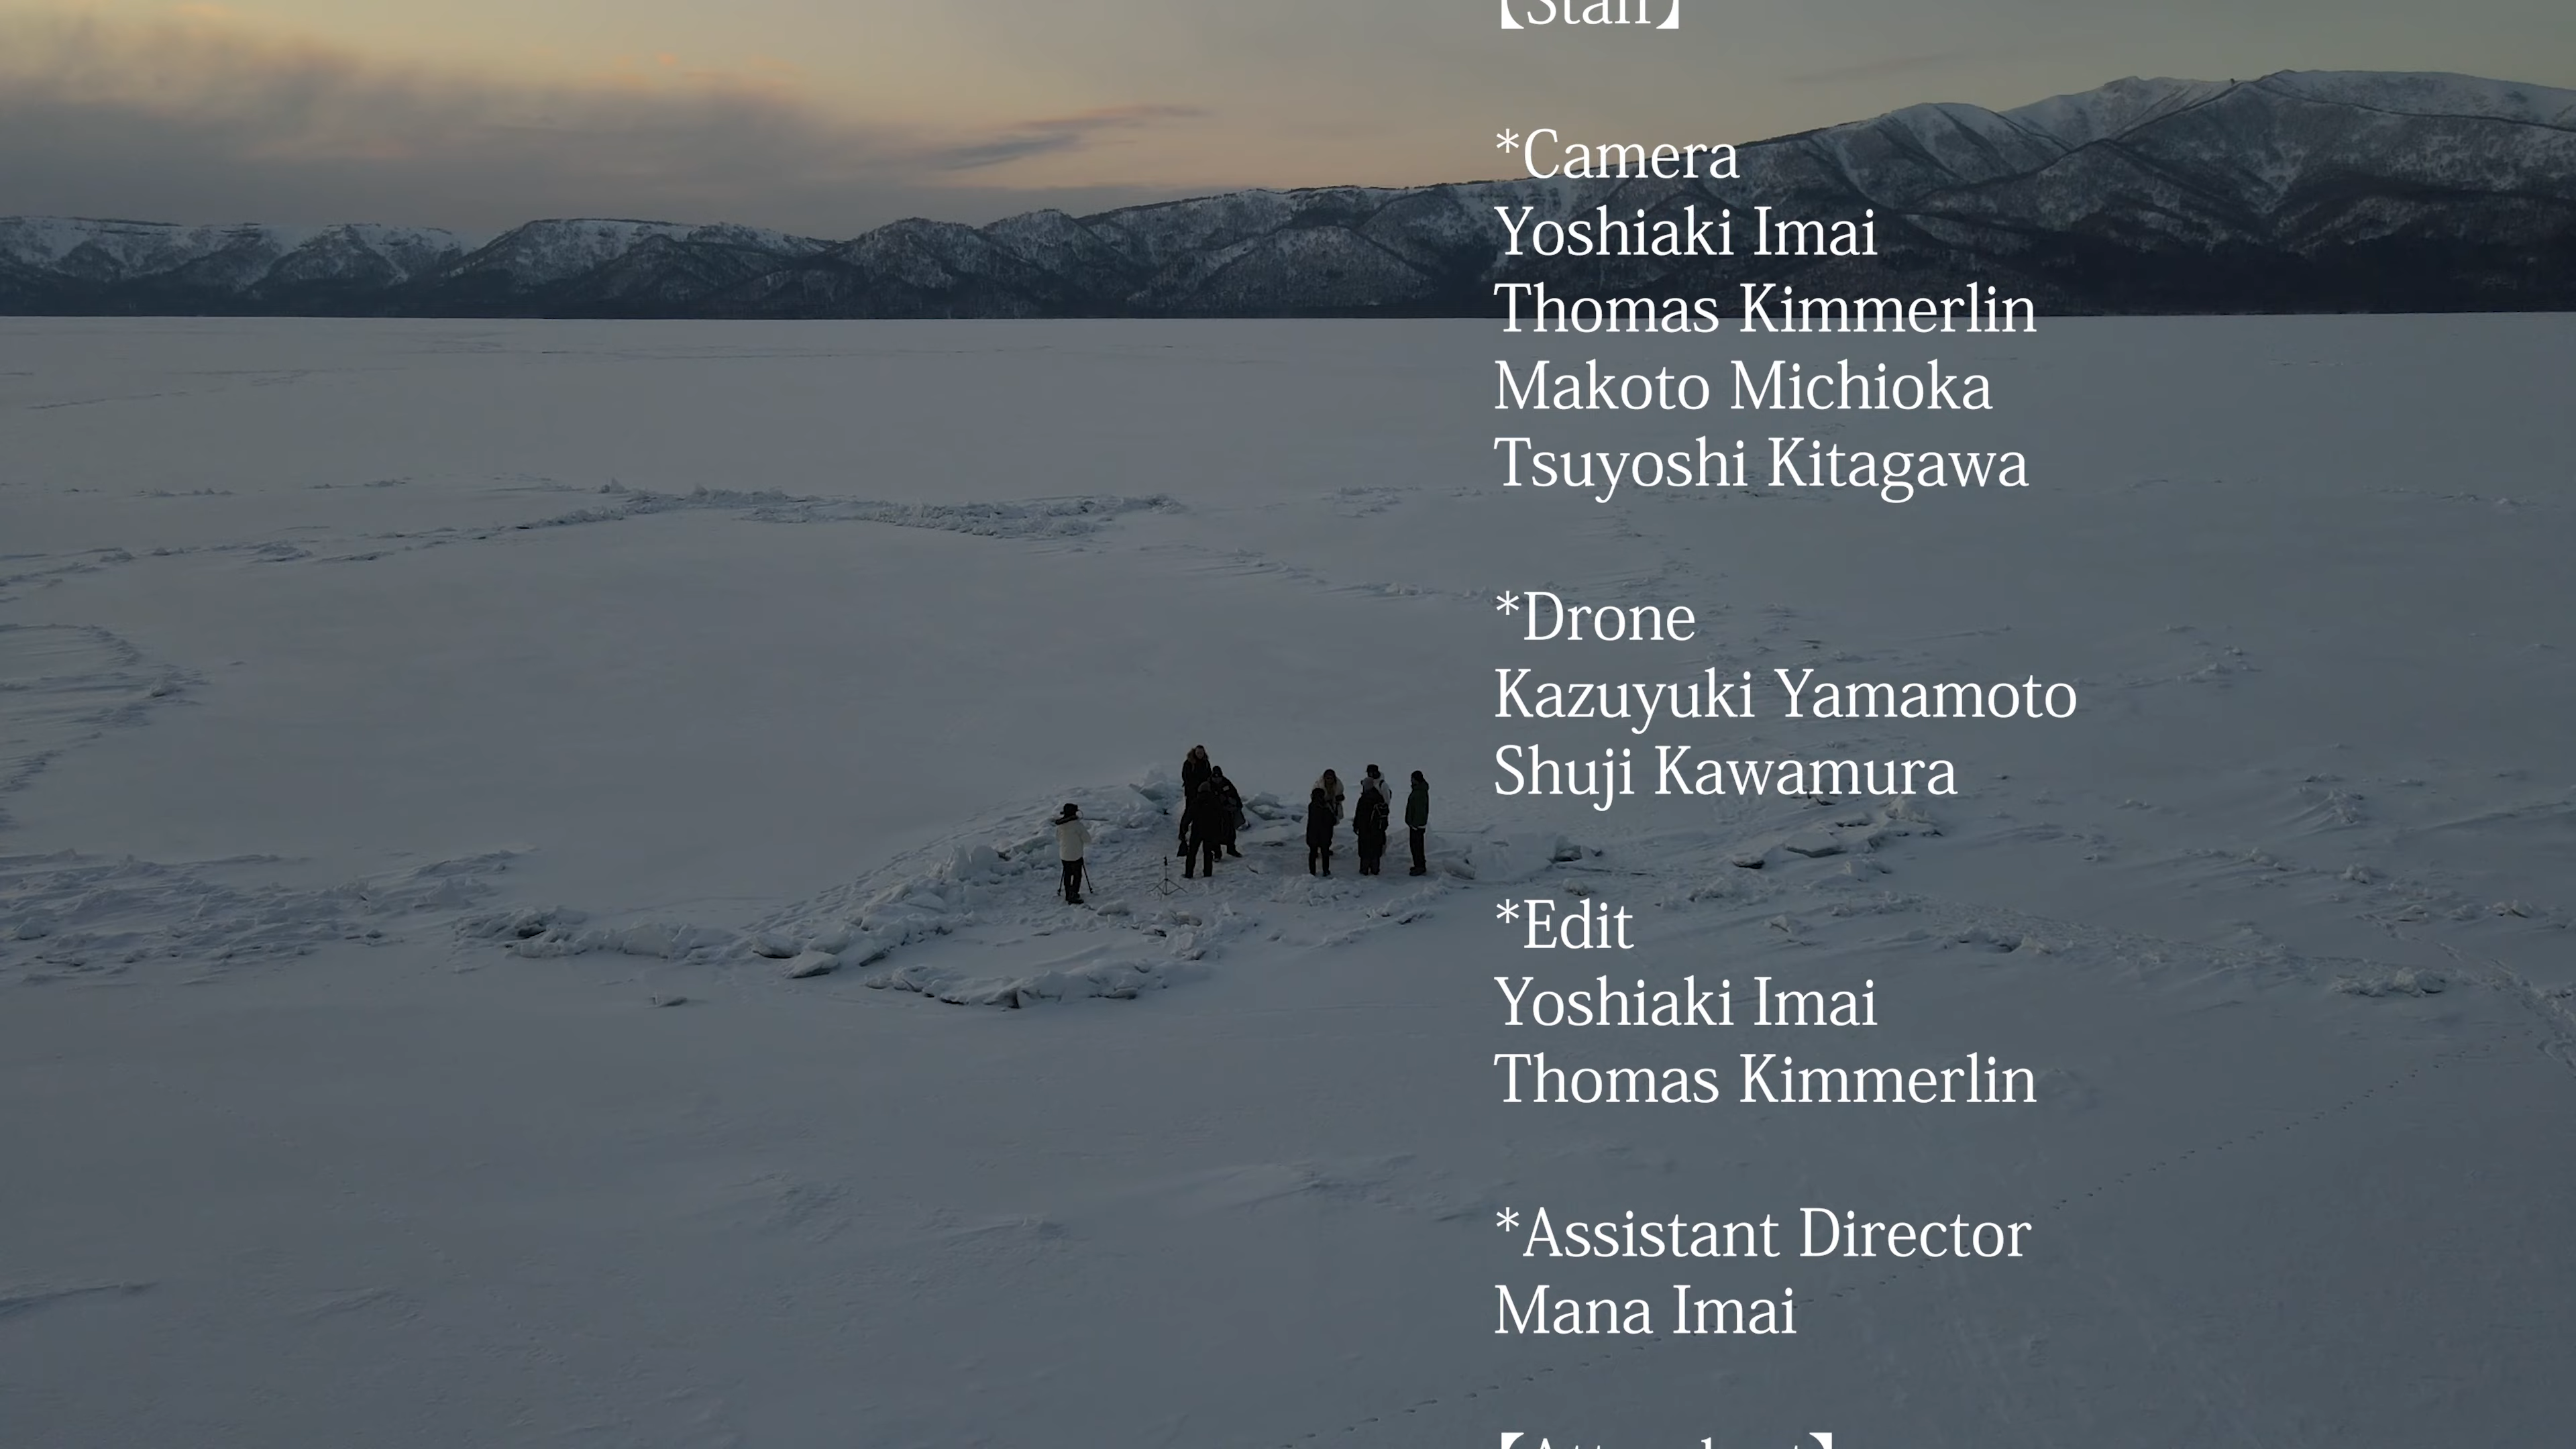 【Staff】
*Camera
Yoshiaki Imai
Thomas Kimmerlin
Makoto Michioka
Tsuyoshi Kitagawa
*Drone
Kazuyuki Yamamoto
Shuji Kawamura
*Edit
Yoshiaki Imai
Thomas Kimmerlin
*Assistant Director
Mana Imai